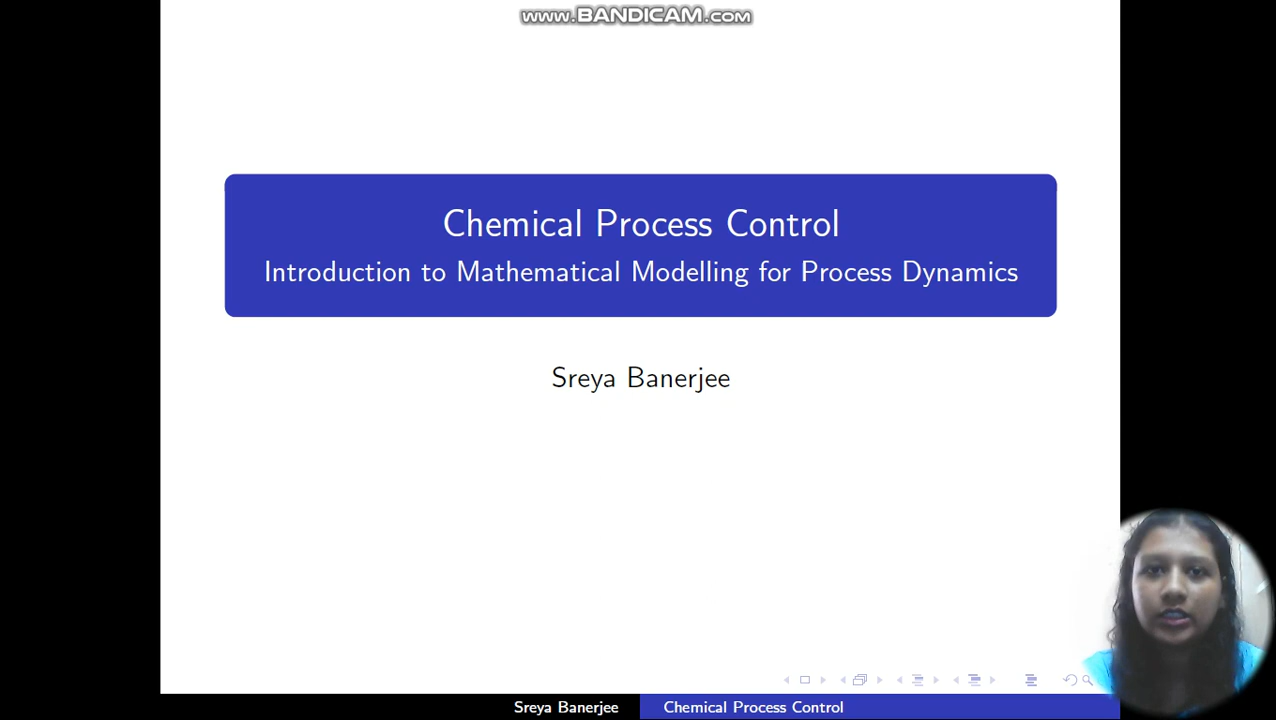 www.BANDICAM.com
Chemical Process Control
Introduction to Mathematical Modelling for Process Dynamics
Sreya Banerjee
Sreya Banerjee
Chemical Process Control